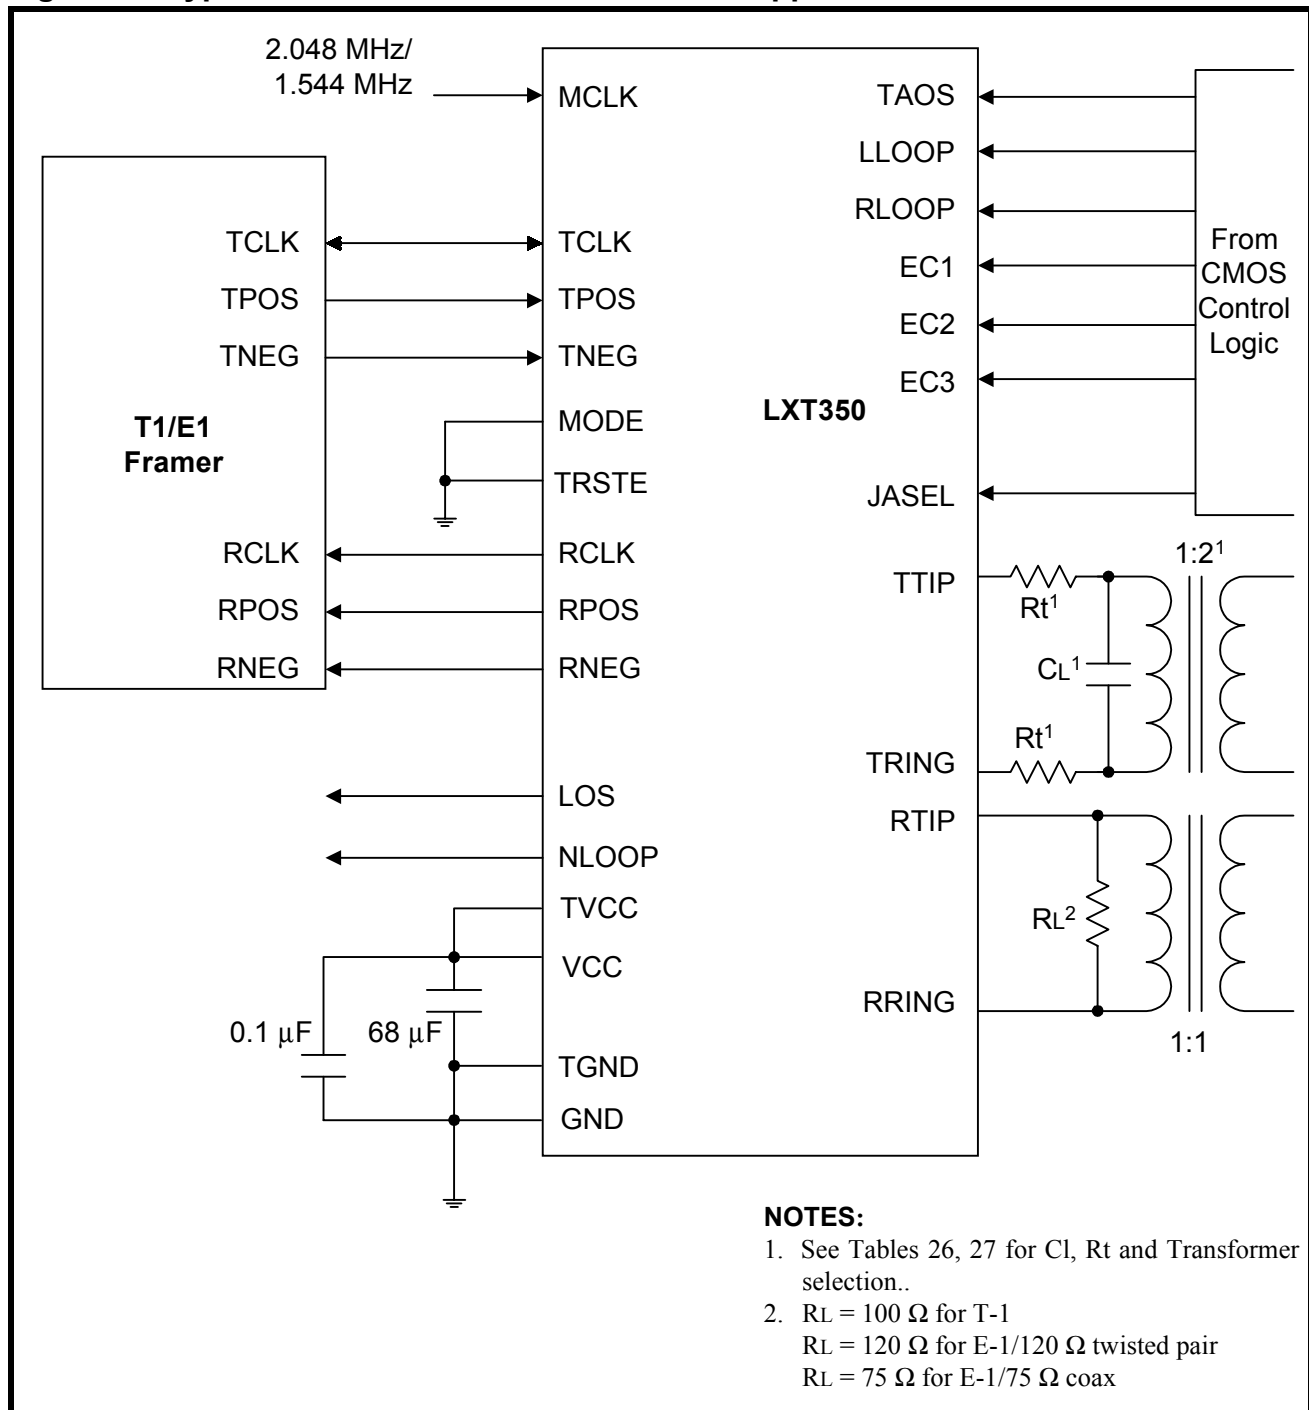 2.048 MHz/
1.544 MHz
MCLK
TAOS
LLOOP
RLOOP
EC1
EC2
EC3
JASEL
From
CMOS
Control
Logic
TCLK
TPOS
TNEG
T1/E1
Framer
RCLK
RPOS
RNEG
TCLK
TPOS
TNEG
MODE
TRSTE
RCLK
RPOS
RNEG
LXT350
LOS
NLOOP
TVCC
VCC
TGND
GND
0.1 µF
68 µF
TTIP
TRING
RTIP
RRING
1:2¹
Rt¹
CL¹
Rt¹
RL²
1:1
NOTES:
1. See Tables 26, 27 for Cl, Rt and Transformer
selection..
2. RL = 100 Ω for T-1
RL = 120 Ω for E-1/120 Ω twisted pair
RL = 75 Ω for E-1/75 Ω coax